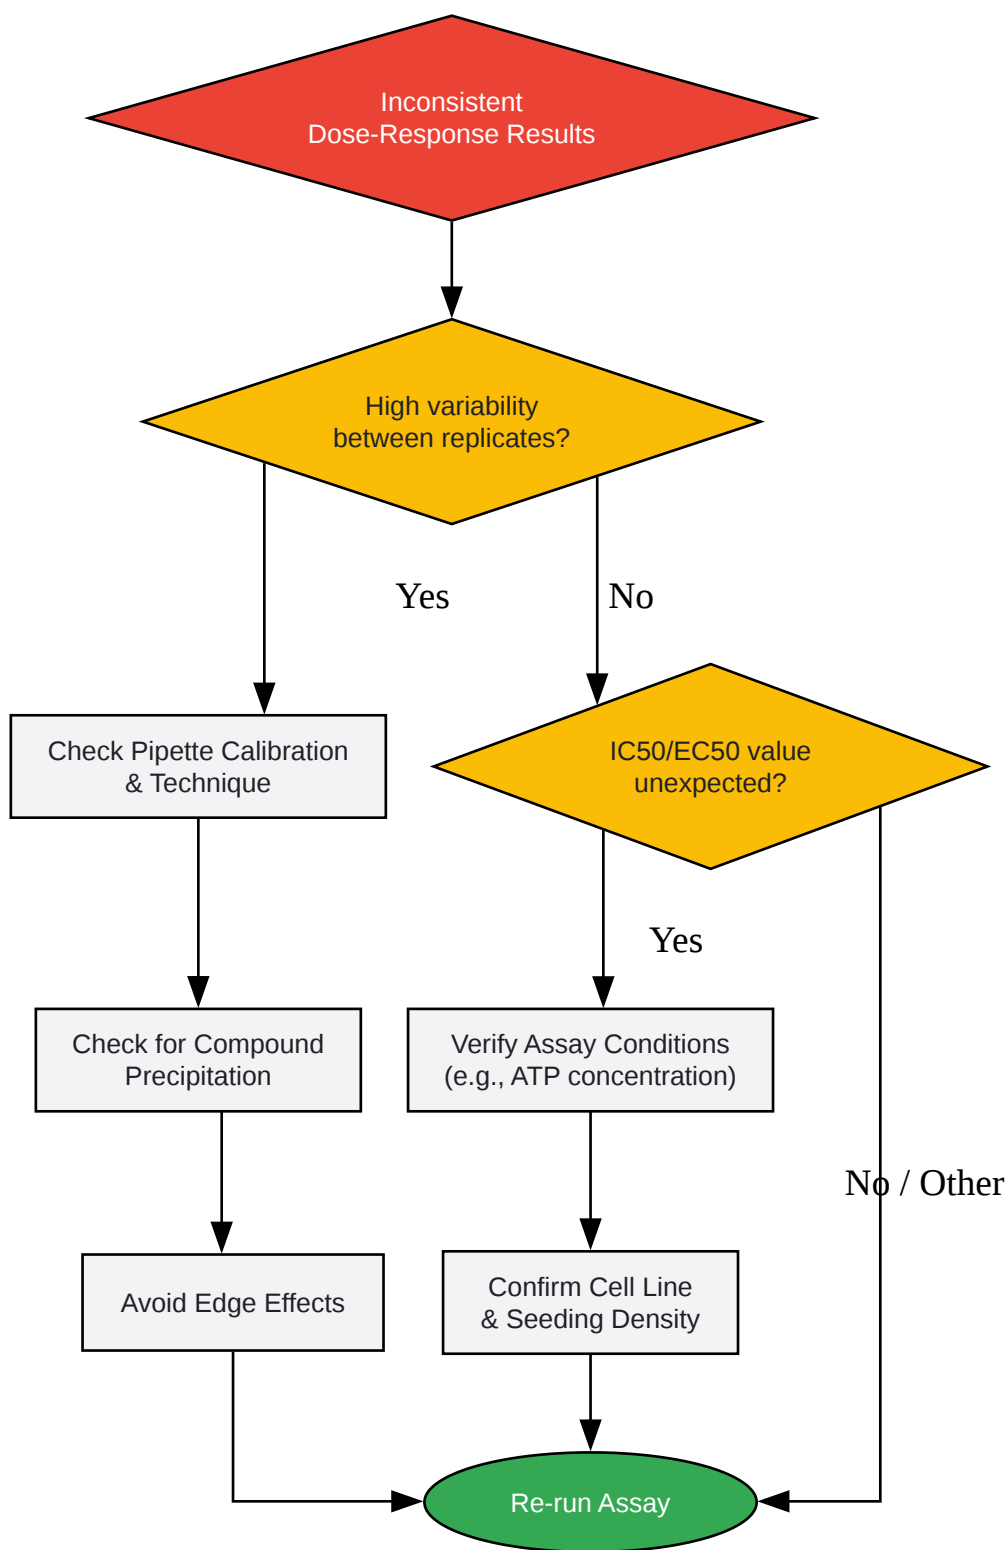 Inconsistent
Dose-Response Results
High variability
between replicates?
Yes
No
Check Pipette Calibration
& Technique
IC50/EC50 value
unexpected?
Yes
Check for Compound
Precipitation
Verify Assay Conditions
(e.g., ATP concentration)
No / Other
Avoid Edge Effects
Confirm Cell Line
& Seeding Density
Re-run Assay